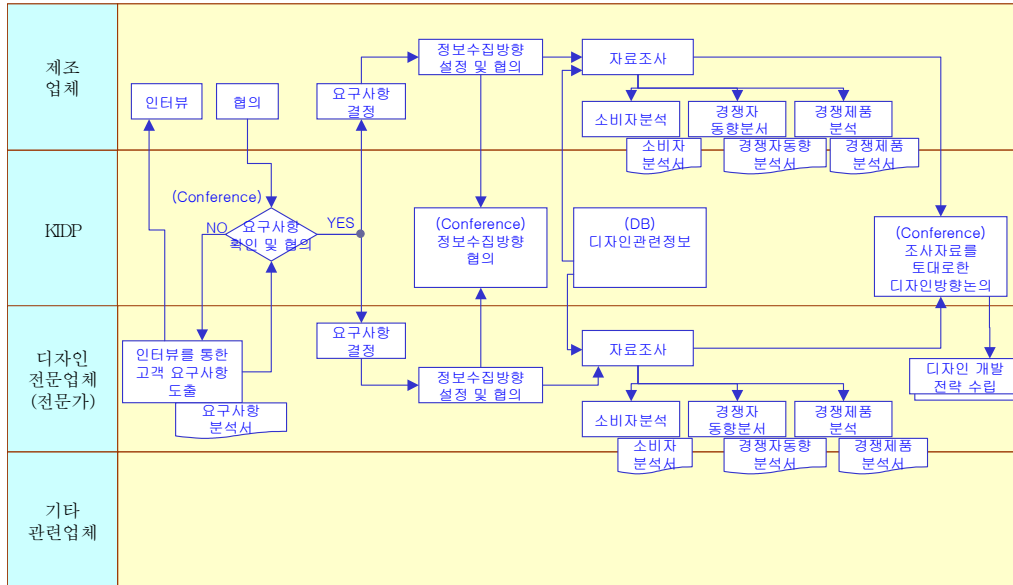 제조
업체
인터뷰
협의
요구사항
결정
정보수집방향
설정 및 협의
자료조사
소비자분석
경쟁자
동향분서
경쟁제품
분석
소비자
분석서
경쟁자동향
분석서
경쟁제품
분석서
KIDP
(Conference)
NO
요구사항
확인 및 협의
YES
(Conference)
정보수집방향
협의
(DB)
디자인관련정보
(Conference)
조사자료를
토대로한
디자인방향논의
디자인
전문업체
(전문가)
인터뷰를 통한
고객 요구사항
도출
요구사항
분석서
요구사항
결정
정보수집방향
설정 및 협의
자료조사
소비자분석
경쟁자
동향분서
경쟁제품
분석
소비자
분석서
경쟁자동향
분석서
경쟁제품
분석서
디자인 개발
전략 수립
기타
관련업체